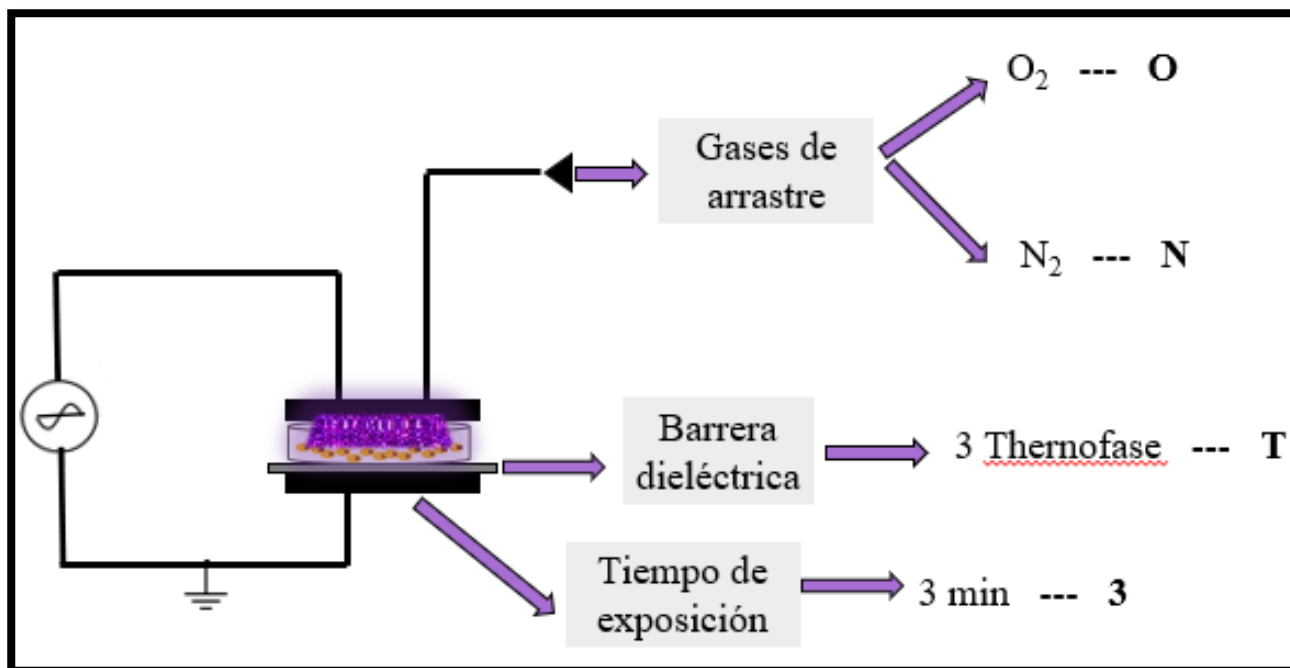 O₂ --- O
Gases de
arrastre
N₂ --- N
Barrera
dieléctrica
3 Thernofase --- T
Tiempo de
exposición
3 min --- 3